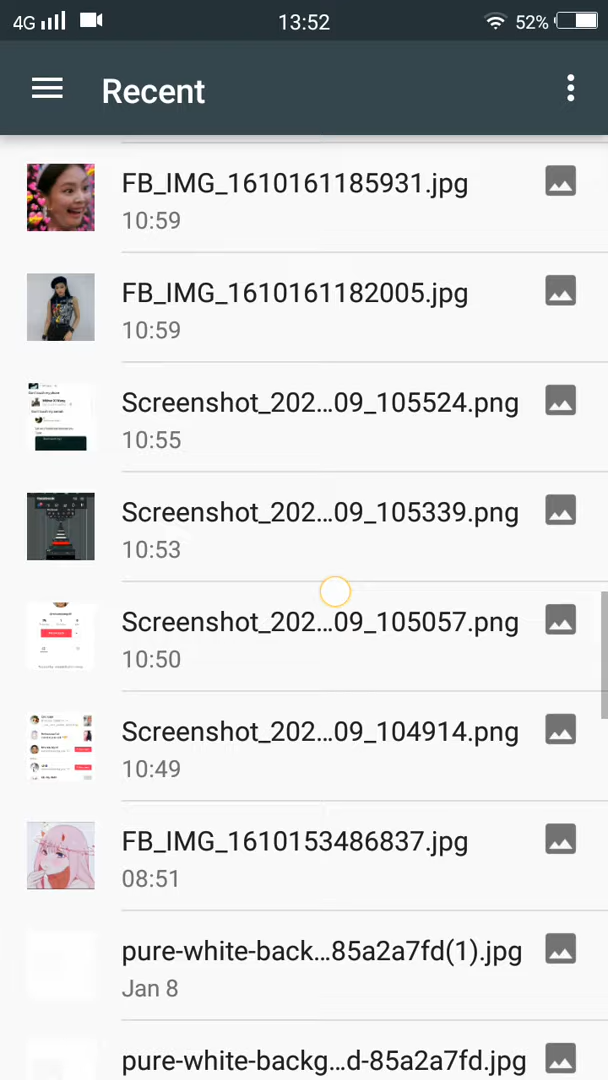 4G 13:52 52%
Recent
FB_IMG_1610161185931.jpg
10:59
FB_IMG_1610161182005.jpg
10:59
Screenshot_202...09_105524.png
10:55
Screenshot_202...09_105339.png
10:53
Screenshot_202...09_105057.png
10:50
Screenshot_202...09_104914.png
10:49
FB_IMG_1610153486837.jpg
08:51
pure-white-back...85a2a7fd(1).jpg
Jan 8
pure-white-backg...d-85a2a7fd.jpg